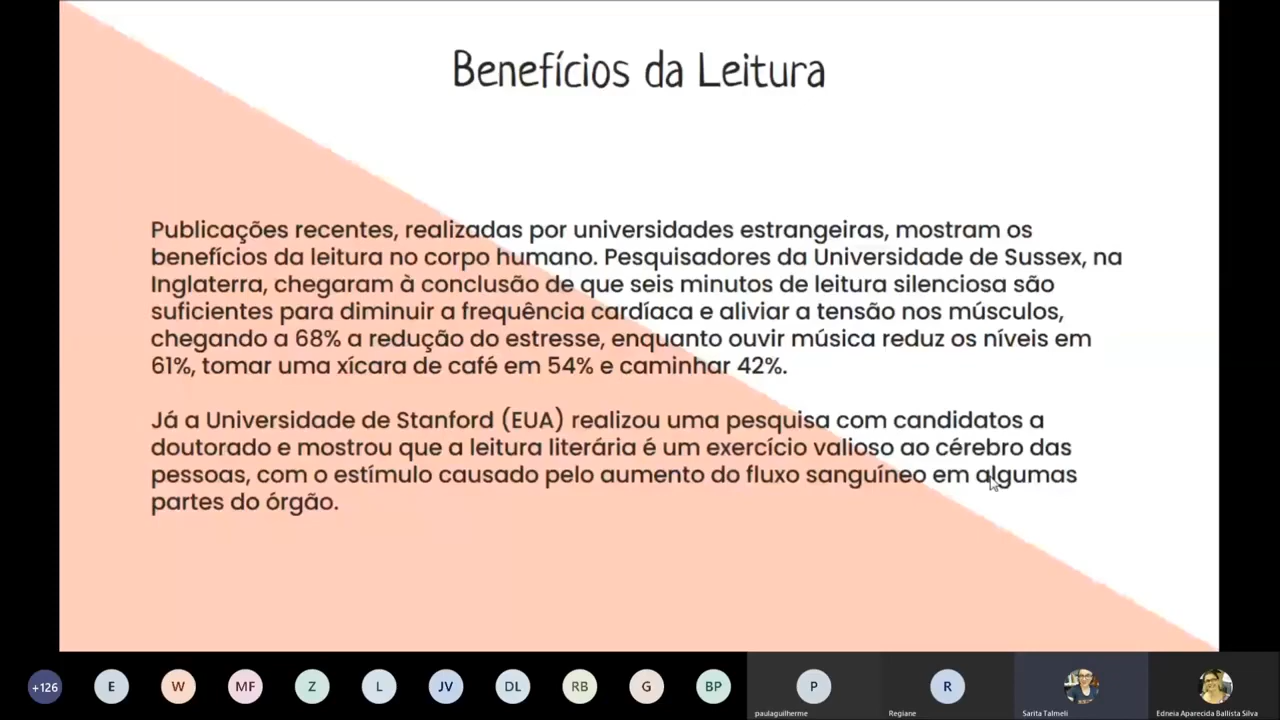 Benefícios da Leitura
Publicações recentes, realizadas por universidades estrangeiras, mostram os
benefícios da leitura no corpo humano. Pesquisadores da Universidade de Sussex, na
Inglaterra, chegaram à conclusão de que seis minutos de leitura silenciosa são
suficientes para diminuir a frequência cardíaca e aliviar a tensão nos músculos,
chegando a 68% a redução do estresse, enquanto ouvir música reduz os níveis em
61%, tomar uma xícara de café em 54% e caminhar 42%.
Já a Universidade de Stanford (EUA) realizou uma pesquisa com candidatos a
doutorado e mostrou que a leitura literária é um exercício valioso ao cérebro das
pessoas, com o estímulo causado pelo aumento do fluxo sanguíneo em algumas
partes do órgão.
+126 E W MF Z L JV DL RB G BP P R
paulaguilherme Regiane Sarita Talmeli Edneia Aparecida Ballista Silva